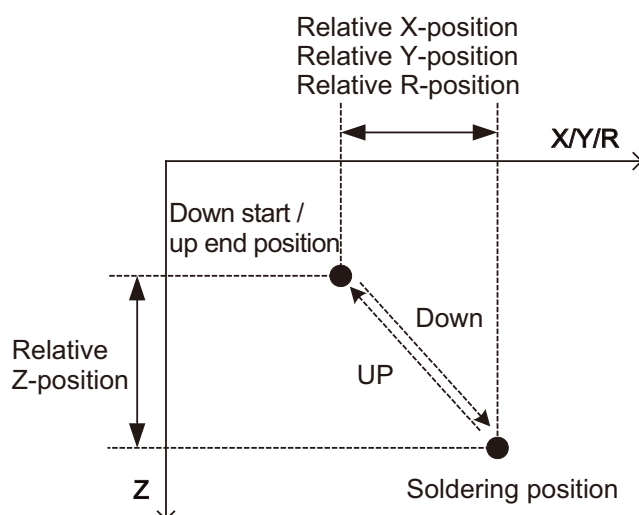 Relative X-position
Relative Y-position
Relative R-position
X/Y/R
Down start /
up end position
Down
Relative
Z-position
UP
Z
Soldering position